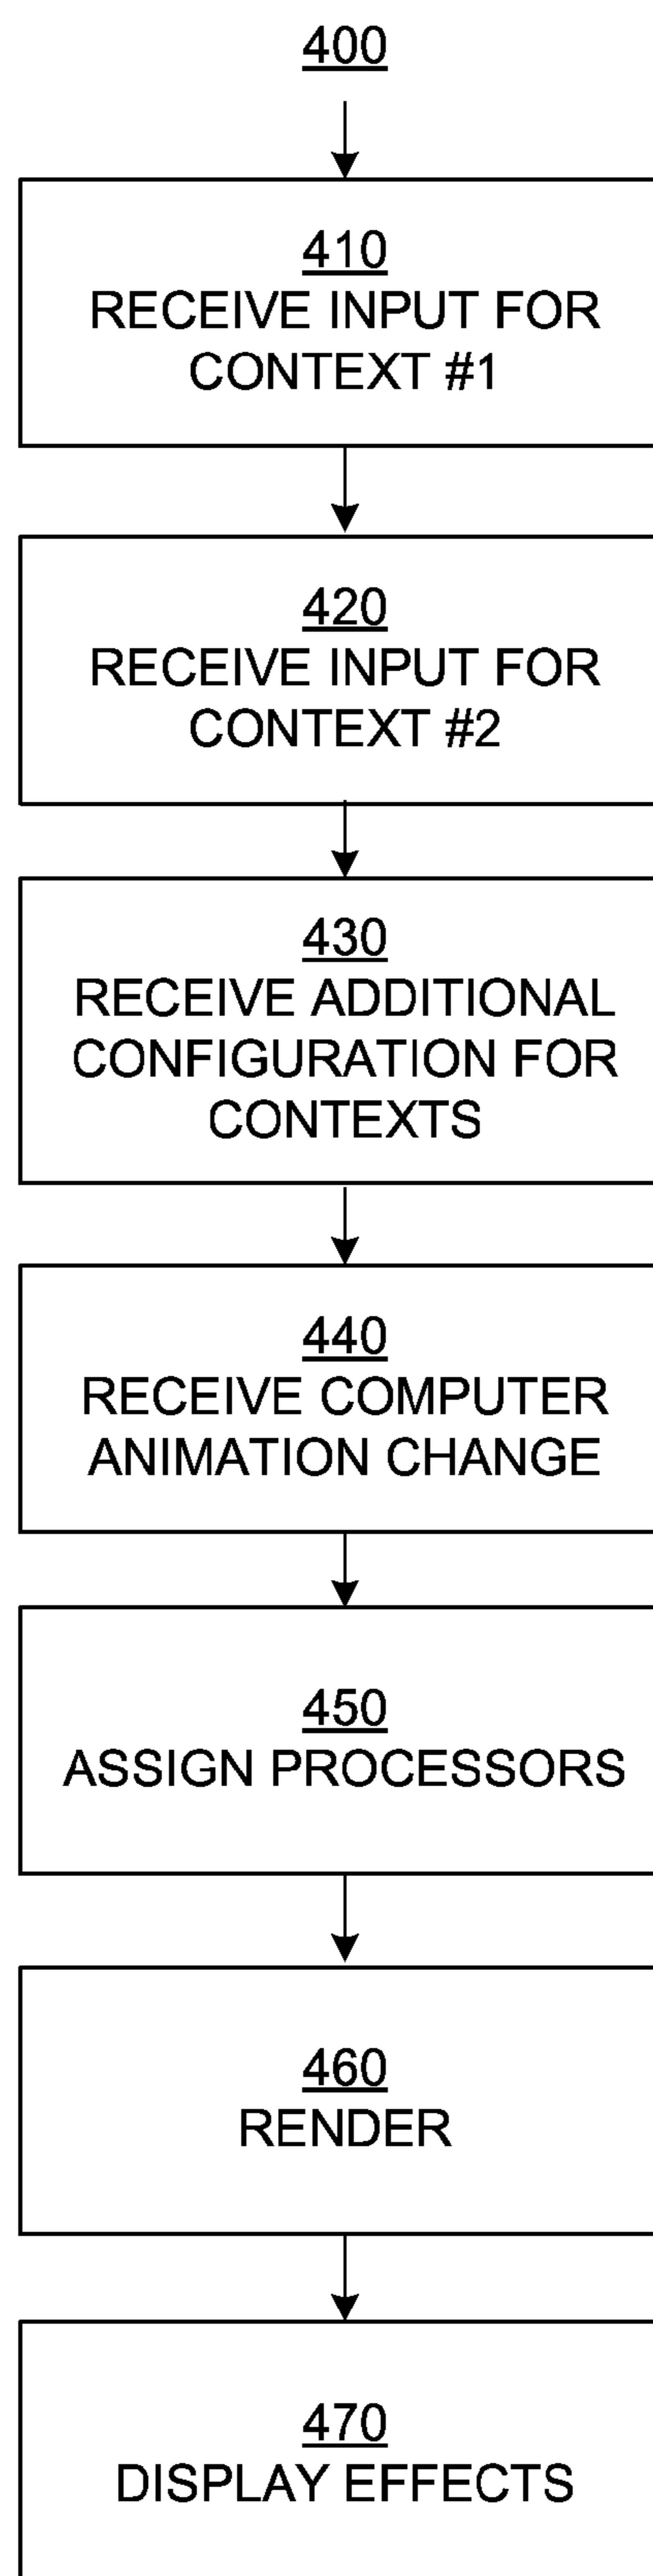 400
410
RECEIVE INPUT FOR
CONTEXT #1
420
RECEIVE INPUT FOR
CONTEXT #2
430
RECEIVE ADDITIONAL
CONFIGURATION FOR
CONTEXTS
440
RECEIVE COMPUTER
ANIMATION CHANGE
450
ASSIGN PROCESSORS
460
RENDER
470
DISPLAY EFFECTS